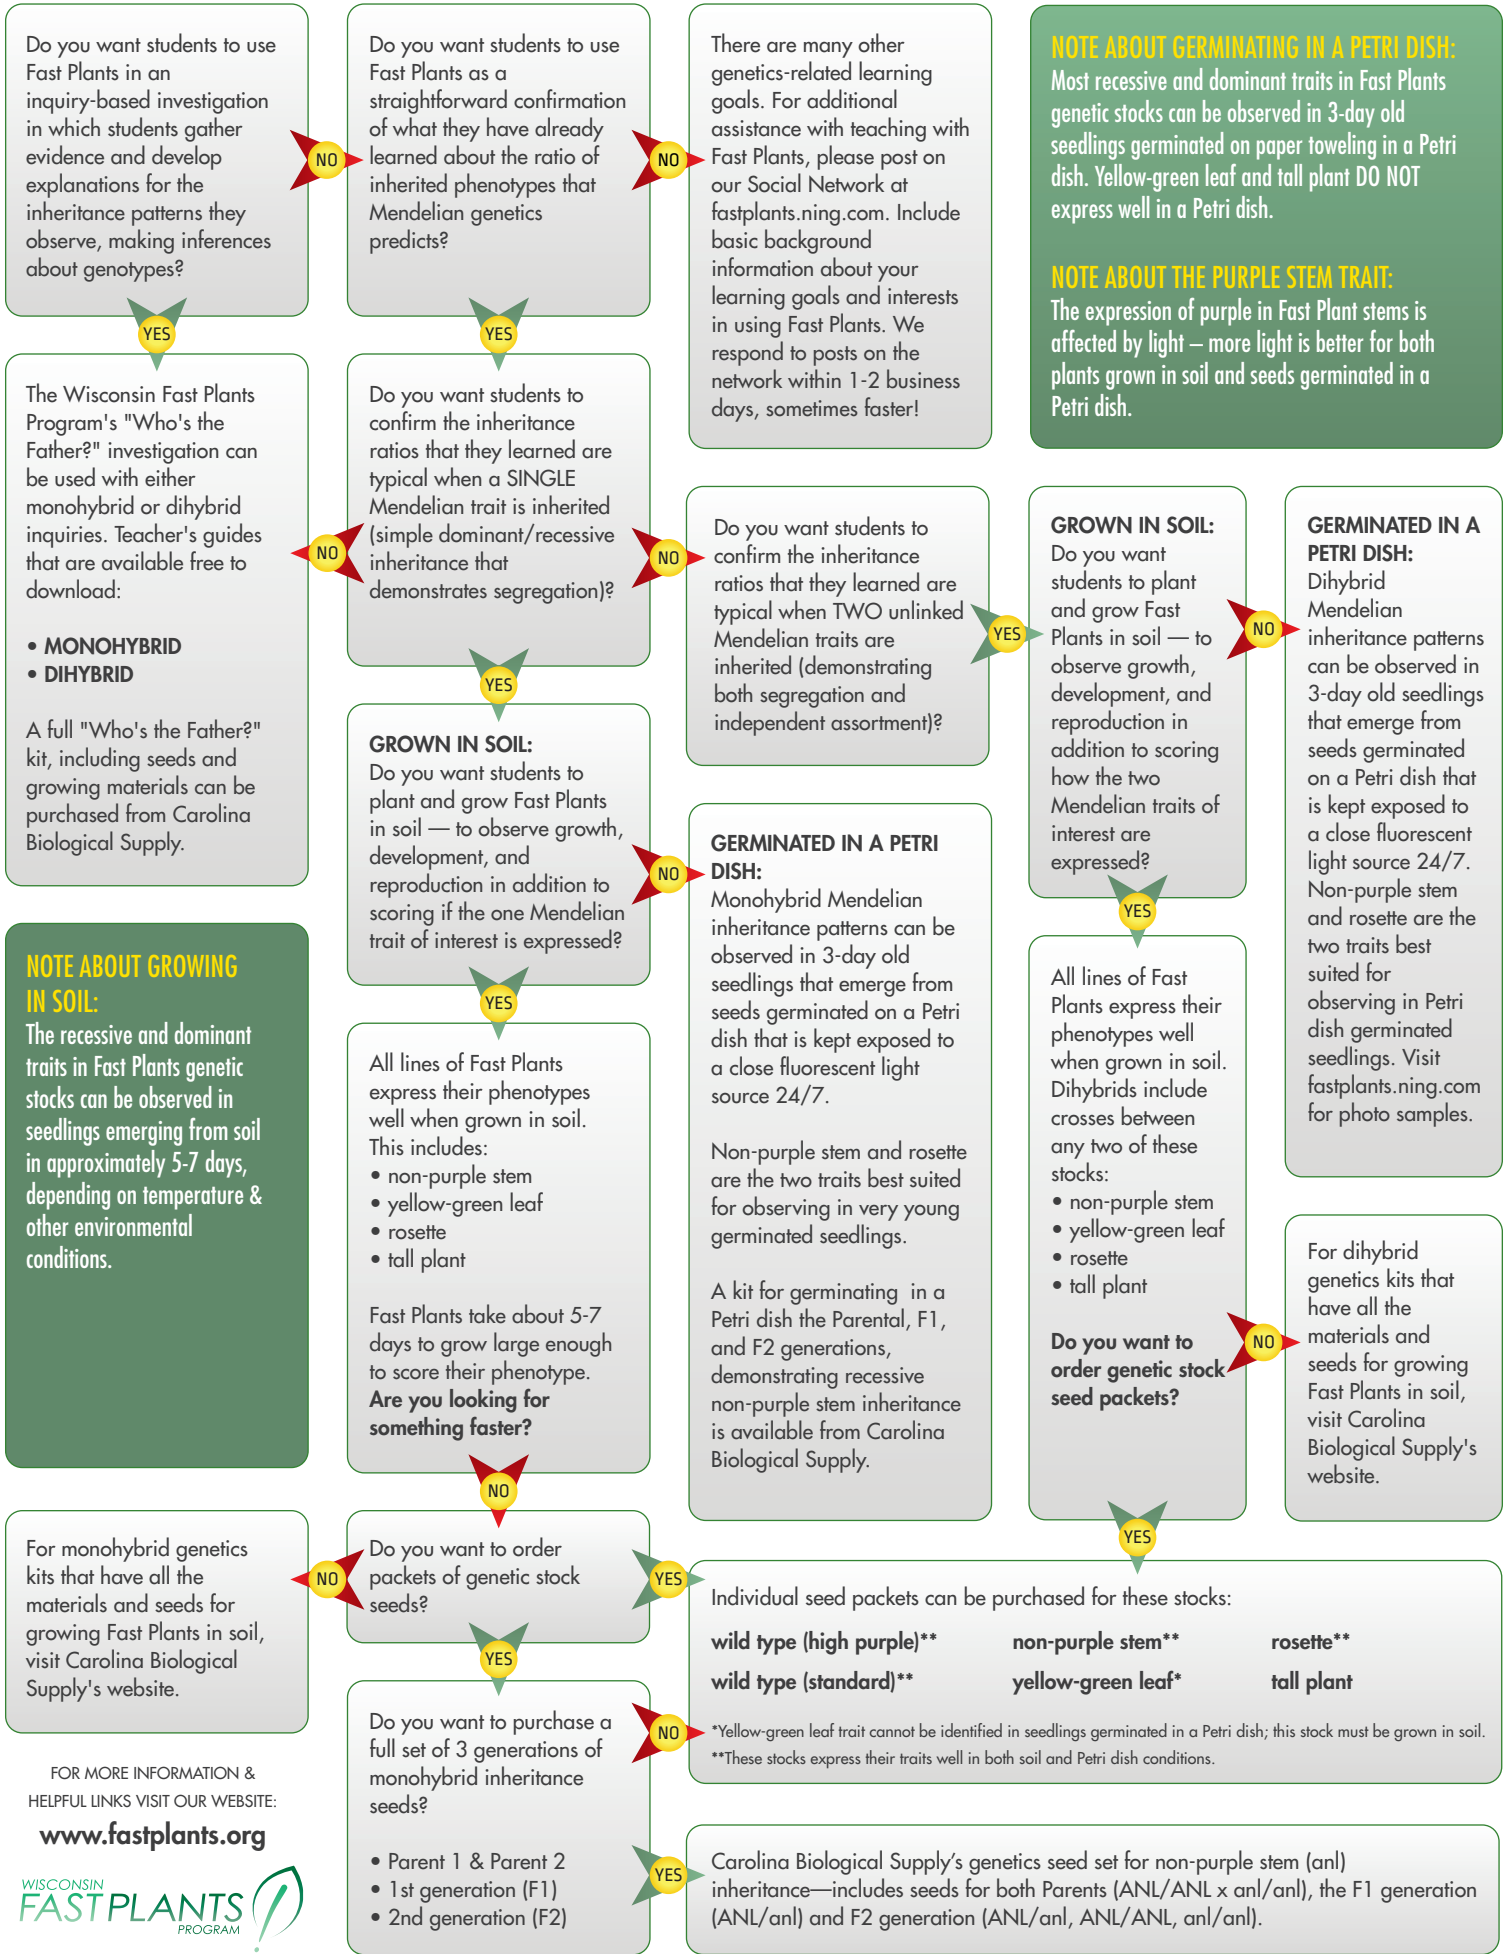 Do you want students to use
Fast Plants in an
inquiry-based investigation
in which students gather
evidence and develop
explanations for the
inheritance patterns they
observe, making inferences
about genotypes?
NO
YES
Do you want students to use
Fast Plants as a
straightforward confirmation
of what they have already
learned about the ratio of
inherited phenotypes that
Mendelian genetics
predicts?
NO
YES
There are many other
genetics-related learning
goals. For additional
assistance with teaching with
Fast Plants, please post on
our Social Network at
fastplants.ning.com. Include
basic background
information about your
learning goals and interests
in using Fast Plants. We
respond to posts on the
network within 1-2 business
days, sometimes faster!
NOTE ABOUT GERMINATING IN A PETRI DISH:
Most recessive and dominant traits in Fast Plants
genetic stocks can be observed in 3-day old
seedlings germinated on paper toweling in a Petri
dish. Yellow-green leaf and tall plant DO NOT
express well in a Petri dish.
NOTE ABOUT THE PURPLE STEM TRAIT:
The expression of purple in Fast Plant stems is
affected by light – more light is better for both
plants grown in soil and seeds germinated in a
Petri dish.
The Wisconsin Fast Plants
Program's "Who's the
Father?" investigation can
be used with either
monohybrid or dihybrid
inquiries. Teacher's guides
that are available free to
download:
• MONOHYBRID
• DIHYBRID
A full "Who's the Father?"
kit, including seeds and
growing materials can be
purchased from Carolina
Biological Supply.
NO
Do you want students to
confirm the inheritance
ratios that they learned are
typical when a SINGLE
Mendelian trait is inherited
(simple dominant/recessive
inheritance that
demonstrates segregation)?
NO
YES
Do you want students to
confirm the inheritance
ratios that they learned are
typical when TWO unlinked
Mendelian traits are
inherited (demonstrating
both segregation and
independent assortment)?
YES
GROWN IN SOIL:
Do you want
students to plant
and grow Fast
Plants in soil — to
observe growth,
development, and
reproduction in
addition to scoring
how the two
Mendelian traits of
interest are
expressed?
NO
YES
GERMINATED IN A
PETRI DISH:
Dihybrid
Mendelian
inheritance patterns
can be observed in
3-day old seedlings
that emerge from
seeds germinated
on a Petri dish that
is kept exposed to
a close fluorescent
light source 24/7.
Non-purple stem
and rosette are the
two traits best
suited for
observing in Petri
dish germinated
seedlings. Visit
fastplants.ning.com
for photo samples.
GROWN IN SOIL:
Do you want students to
plant and grow Fast Plants
in soil — to observe growth,
development, and
reproduction in addition to
scoring if the one Mendelian
trait of interest is expressed?
NO
YES
GERMINATED IN A PETRI
DISH:
Monohybrid Mendelian
inheritance patterns can be
observed in 3-day old
seedlings that emerge from
seeds germinated on a Petri
dish that is kept exposed to
a close fluorescent light
source 24/7.
Non-purple stem and rosette
are the two traits best suited
for observing in very young
germinated seedlings.
A kit for germinating in a
Petri dish the Parental, F1,
and F2 generations,
demonstrating recessive
non-purple stem inheritance
is available from Carolina
Biological Supply.
NOTE ABOUT GROWING
IN SOIL:
The recessive and dominant
traits in Fast Plants genetic
stocks can be observed in
seedlings emerging from soil
in approximately 5-7 days,
depending on temperature &
other environmental
conditions.
All lines of Fast Plants
express their phenotypes
well when grown in soil.
This includes:
• non-purple stem
• yellow-green leaf
• rosette
• tall plant
Fast Plants take about 5-7
days to grow large enough
to score their phenotype.
Are you looking for
something faster?
NO
All lines of Fast
Plants express their
phenotypes well
when grown in soil.
Dihybrids include
crosses between
any two of these
stocks:
• non-purple stem
• yellow-green leaf
• rosette
• tall plant
Do you want to
order genetic stock
seed packets?
NO
YES
For dihybrid
genetics kits that
have all the
materials and
seeds for growing
Fast Plants in soil,
visit Carolina
Biological Supply's
website.
For monohybrid genetics
kits that have all the
materials and seeds for
growing Fast Plants in soil,
visit Carolina Biological
Supply's website.
NO
Do you want to order
packets of genetic stock
seeds?
YES
YES
Individual seed packets can be purchased for these stocks:
wild type (high purple)** non-purple stem** rosette**
wild type (standard)** yellow-green leaf* tall plant
*Yellow-green leaf trait cannot be identified in seedlings germinated in a Petri dish; this stock must be grown in soil.
**These stocks express their traits well in both soil and Petri dish conditions.
Do you want to purchase a
full set of 3 generations of
monohybrid inheritance
seeds?
• Parent 1 & Parent 2
• 1st generation (F1)
• 2nd generation (F2)
NO
YES
Carolina Biological Supply’s genetics seed set for non-purple stem (anl)
inheritance—includes seeds for both Parents (ANL/ANL x anl/anl), the F1 generation
(ANL/anl) and F2 generation (ANL/anl, ANL/ANL, anl/anl).
FOR MORE INFORMATION &
HELPFUL LINKS VISIT OUR WEBSITE:
www.fastplants.org
WISCONSIN
FAST PLANTS
PROGRAM